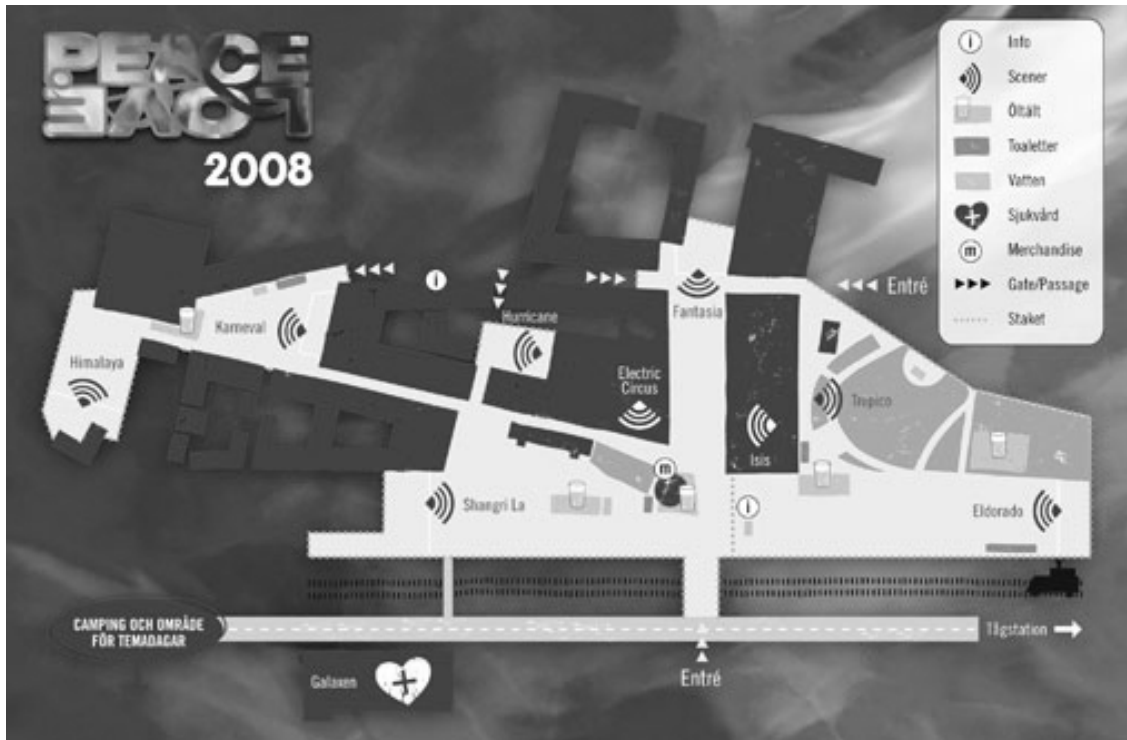 PEACE
& LOVE
2008
i Info
Scener
Öltält
Toaletter
Vatten
Sjukvård
m Merchandise
Gate/Passage
Staket
i
Entré
Fantasia
Hurricane
Karneval
Himalaya
Electric
Circus
Tropico
Isis
m
Shangri La
i
Eldorado
CAMPING OCH OMRÅDE
FÖR TEMADAGAR
Tågstation
Galaxen
Entré